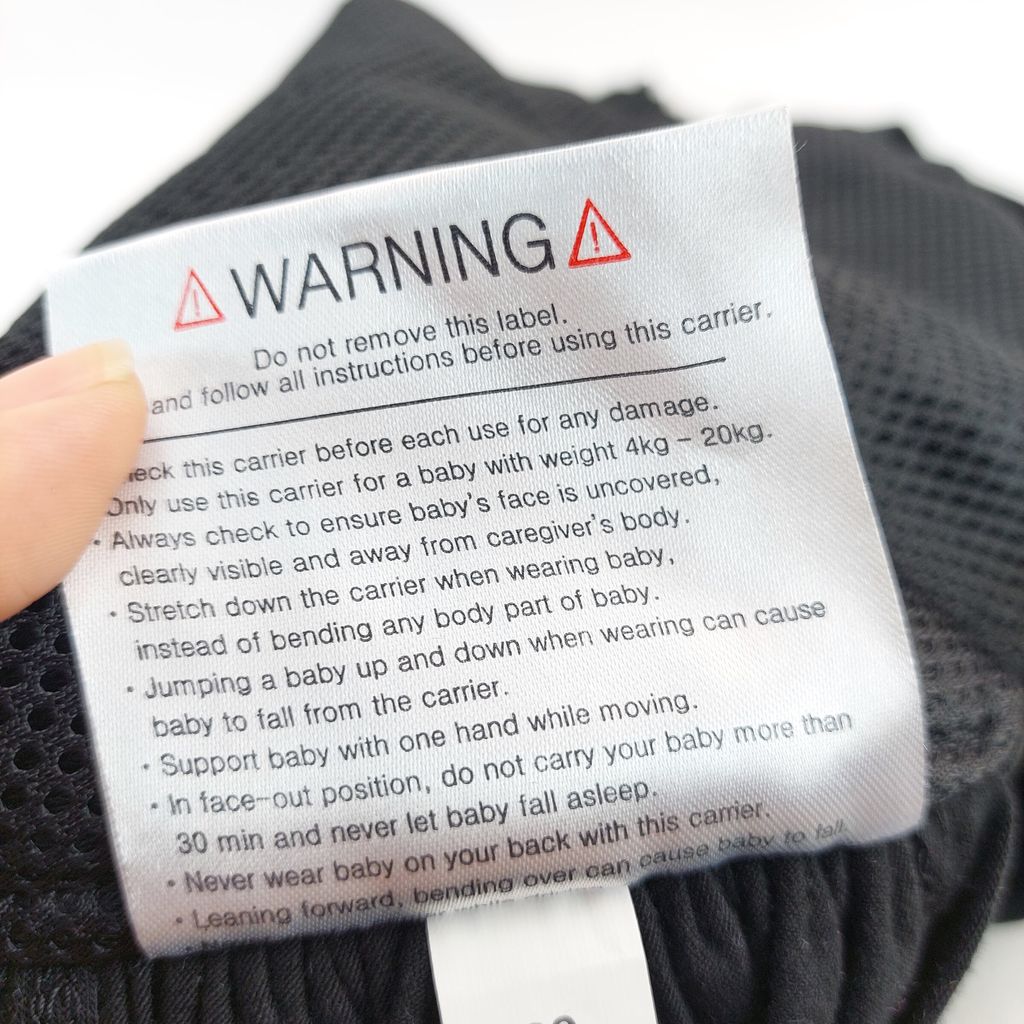 WARNING
Do not remove this label.
and follow all instructions before using this carrier.
this carrier before each use for any damage.
Only use this carrier for a baby with weight 4kg - 20kg.
• Always check to ensure baby's face is uncovered,
clearly visible and away from caregiver's body.
• Stretch down the carrier when wearing baby,
instead of bending any body part of baby.
• Jumping a baby up and down when wearing can cause
baby to fall from the carrier.
• Support baby with one hand while moving.
• In face-out position, do not carry your baby more than
30 min and never let baby fall asleep.
• Never wear baby on your back with this carrier.
• Leaning forward, bending over can cause baby to fall.